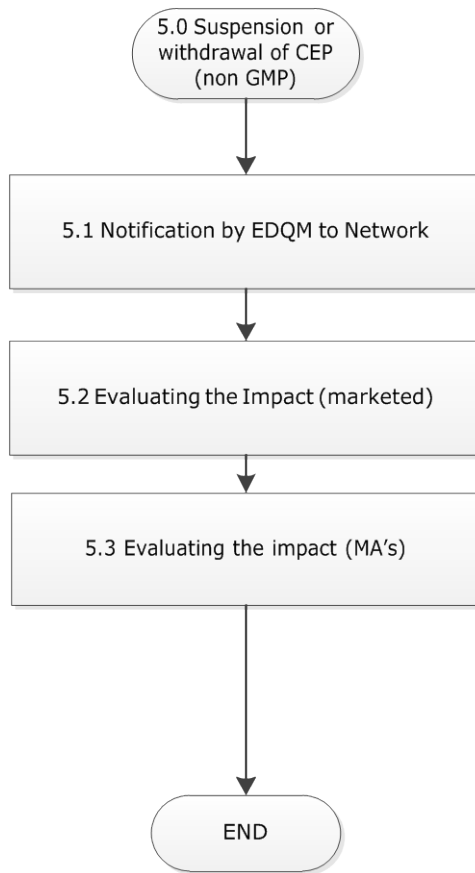 5.0 Suspension or
withdrawal of CEP
(non GMP)
5.1 Notification by EDQM to Network
5.2 Evaluating the Impact (marketed)
5.3 Evaluating the impact (MA's)
END